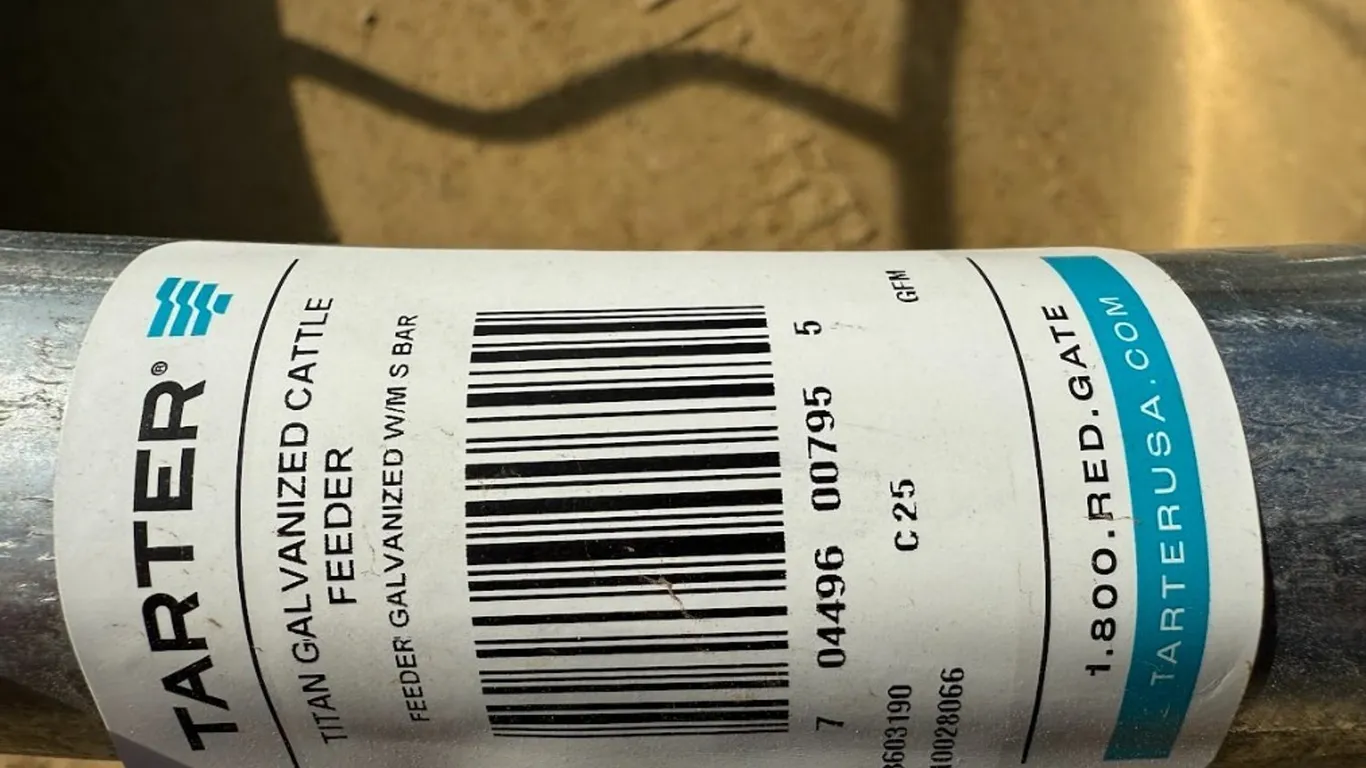 TARTER®
TITAN GALVANIZED CATTLE
FEEDER
FEEDER GALVANIZED W/M S BAR
7 04496 00795 5
C 25
GFM
1.800.RED.GATE
TARTERUSA.COM